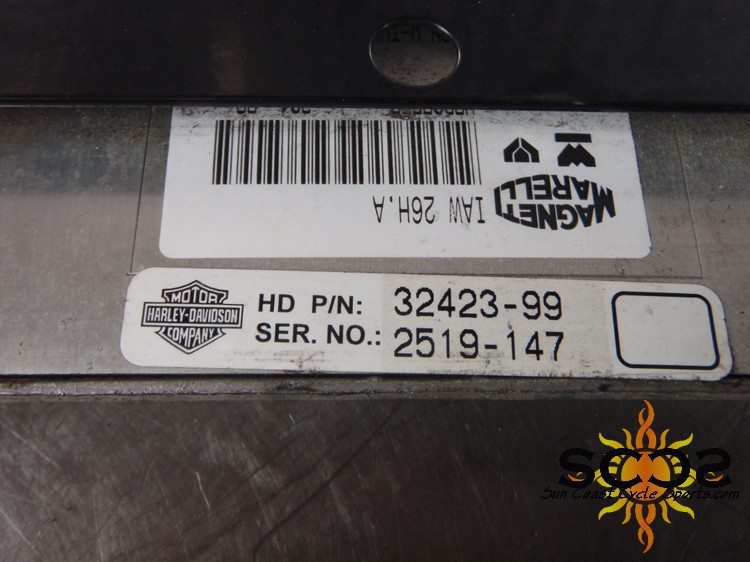 MAGNETI
MARELLI
IAW 26H.A
MOTOR
HARLEY-DAVIDSON
COMPANY
HD P/N: 32423-99
SER. NO.: 2519-147
SCCS
Sun Coast Cycle Sports.com